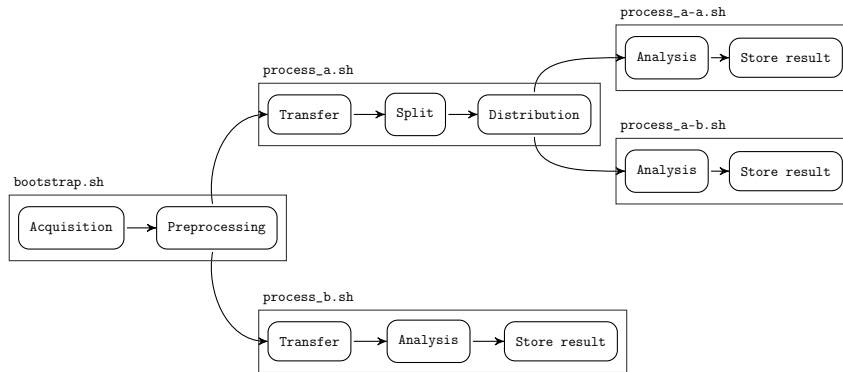 process_a-a.sh
Analysis Store result
process_a.sh
Transfer Split Distribution
process_a-b.sh
Analysis Store result
bootstrap.sh
Acquisition Preprocessing
process_b.sh
Transfer Analysis Store result